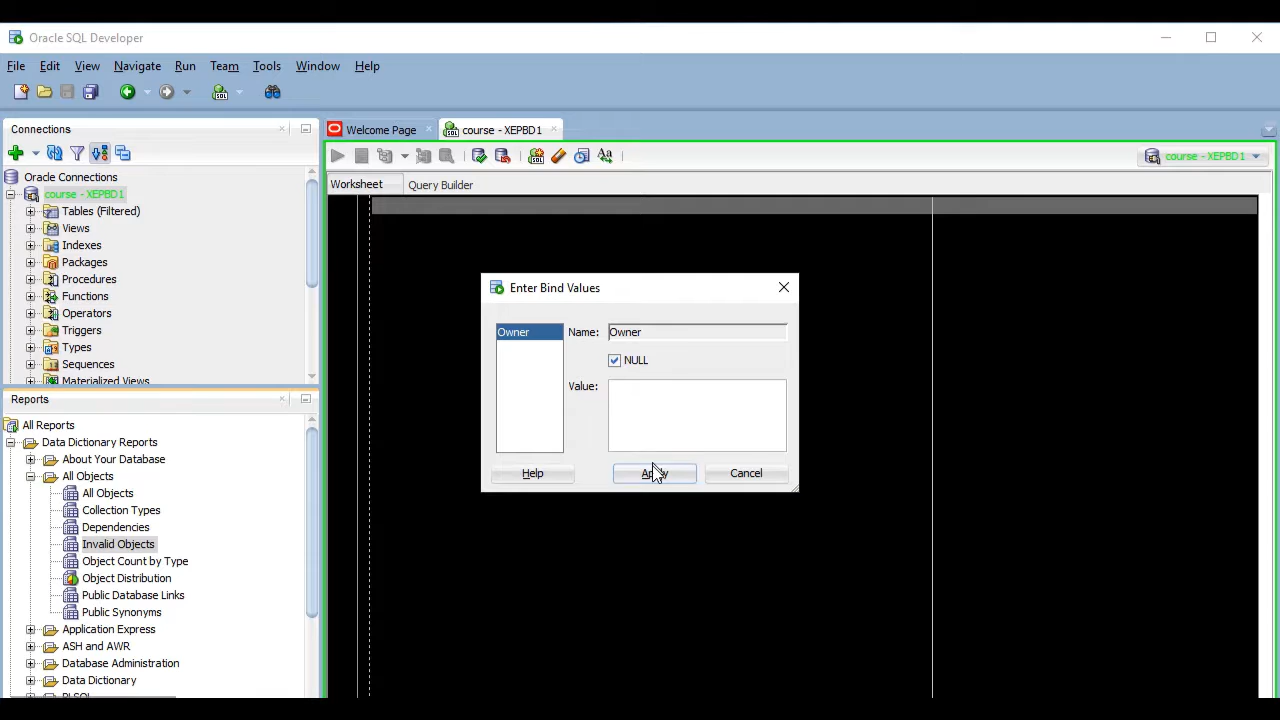 Oracle SQL Developer
File Edit View Navigate Run Team Tools Window Help
SQL
Connections
Oracle Connections
course - XEPBD1
Tables (Filtered)
Views
Indexes
Packages
Procedures
Functions
Operators
Triggers
Types
Sequences
Materialized Views
Reports
All Reports
Data Dictionary Reports
About Your Database
All Objects
All Objects
Collection Types
Dependencies
Invalid Objects
Object Count by Type
Object Distribution
Public Database Links
Public Synonyms
Application Express
ASH and AWR
Database Administration
Data Dictionary
PLSQL
Welcome Page
course - XEPBD1
Aa
course - XEPBD1
Worksheet
Query Builder
Enter Bind Values
Owner
Name: Owner
NULL
Value:
Help
Apply
Cancel